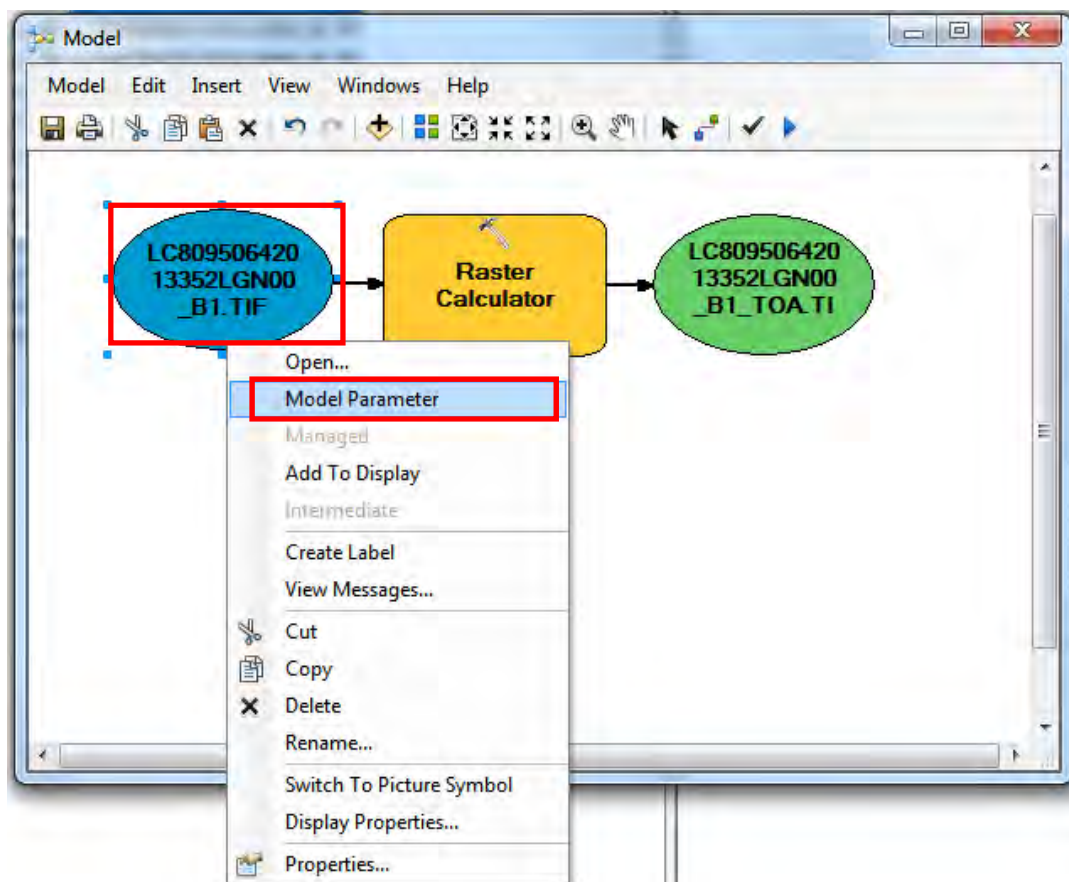 Model
Model Edit Insert View Windows Help
LC809506420
13352LGN00
_B1.TIF
Raster
Calculator
LC809506420
13352LGN00
_B1_TOA.TI
Open...
Model Parameter
Managed
Add To Display
Intermediate
Create Label
View Messages...
Cut
Copy
Delete
Rename...
Switch To Picture Symbol
Display Properties...
Properties...